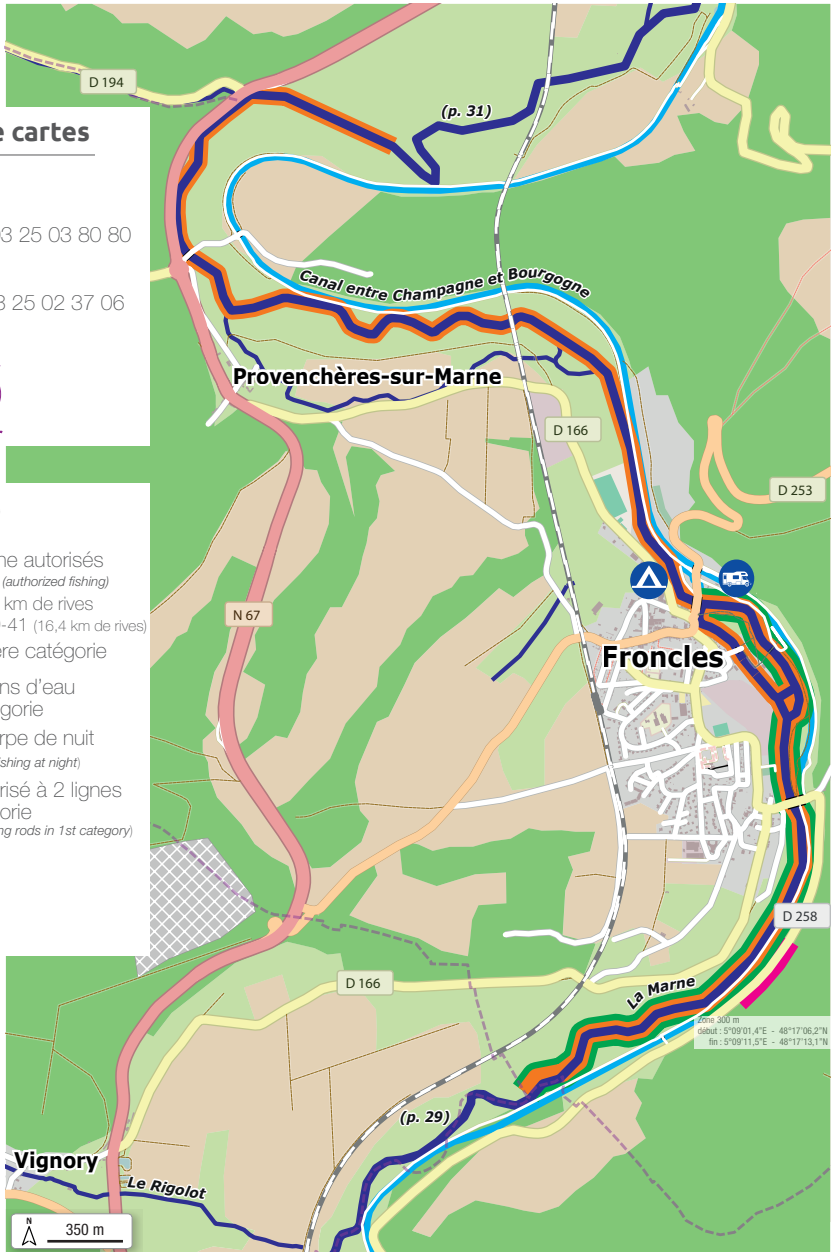 D 194
(p. 31)
e cartes
03 25 03 80 80
3 25 02 37 06
Canal entre Champagne et Bourgogne
Provenchères-sur-Marne
D 166
D 253
ne autorisés
(authorized fishing)
km de rives
-41 (16,4 km de rives)
re catégorie
ns d'eau
gorie
rpe de nuit
ishing at night)
risé à 2 lignes
orie
ng rods in 1st category)
N 67
Froncles
D 258
D 166
La Marne
Zone 300 m
début : 5°09'01,4"E - 48°17'06,2"N
fin : 5°09'11,5"E - 48°17'13,1"N
(p. 29)
Vignory
Le Rigolot
N
350 m